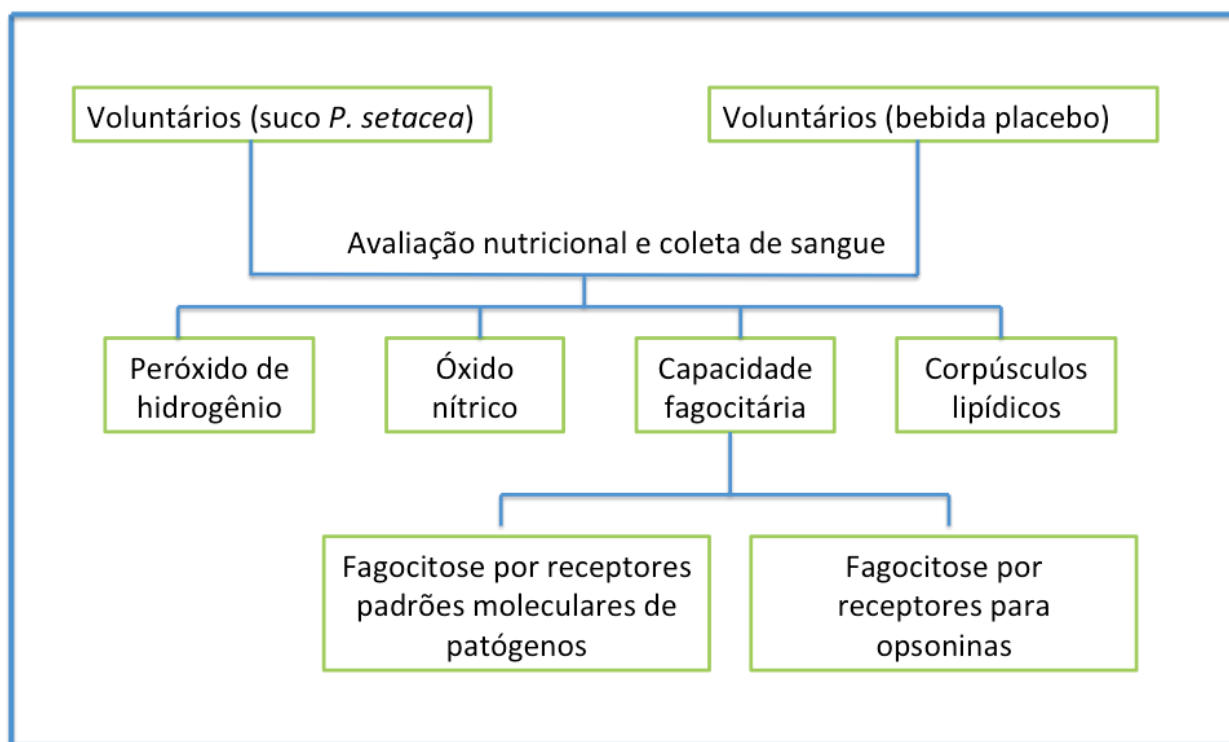 Voluntários (suco P. setacea)
Voluntários (bebida placebo)
Avaliação nutricional e coleta de sangue
Peróxido de
hidrogênio
Óxido
nítrico
Capacidade
fagocitária
Corpúsculos
lipídicos
Fagocitose por receptores
padrões moleculares de
patógenos
Fagocitose por
receptores para
opsoninas